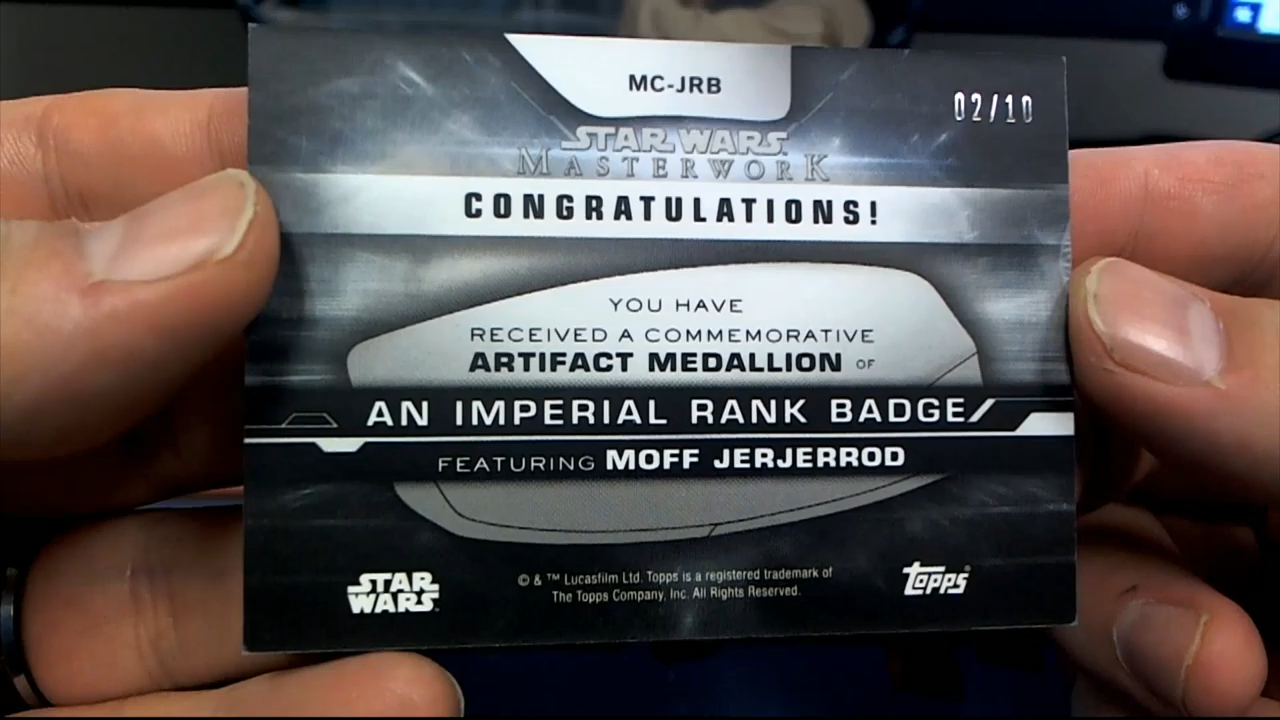 MC-JRB
02/10
STAR WARS
MASTERWORK
CONGRATULATIONS!
YOU HAVE
RECEIVED A COMMEMORATIVE
ARTIFACT MEDALLION OF
AN IMPERIAL RANK BADGE
FEATURING MOFF JERJERROD
STAR
WARS
© & ™ Lucasfilm Ltd. Topps is a registered trademark of
The Topps Company, Inc. All Rights Reserved.
Topps®